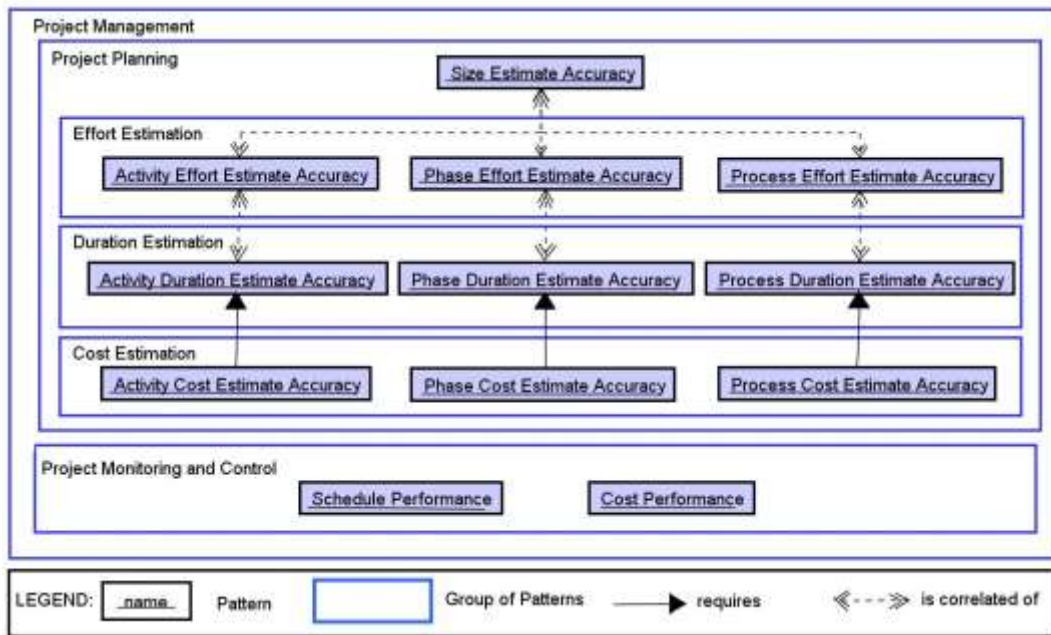 Project Management
Project Planning
Size Estimate Accuracy
Effort Estimation
Activity Effort Estimate Accuracy
Phase Effort Estimate Accuracy
Process Effort Estimate Accuracy
Duration Estimation
Activity Duration Estimate Accuracy
Phase Duration Estimate Accuracy
Process Duration Estimate Accuracy
Cost Estimation
Activity Cost Estimate Accuracy
Phase Cost Estimate Accuracy
Process Cost Estimate Accuracy
Project Monitoring and Control
Schedule Performance
Cost Performance
LEGEND:
name
Pattern
Group of Patterns
requires
is correlated of